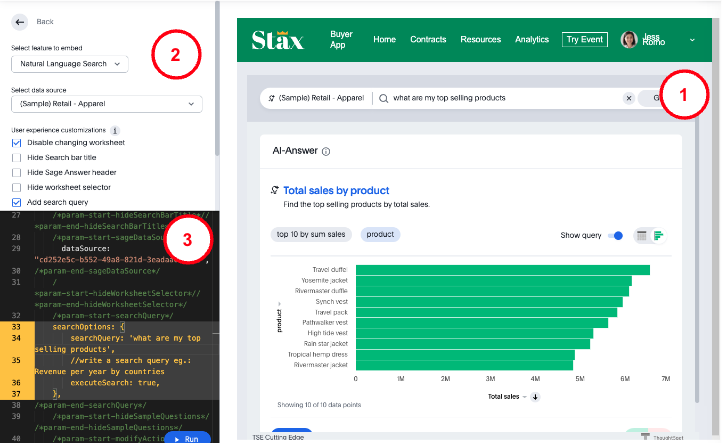 Back
Select feature to embed
Natural Language Search
Select data source
(Sample) Retail - Apparel
User experience customizations i
Disable changing worksheet
Hide Search bar title
Hide Sage Answer header
Hide worksheet selector
Add search query
2
27 /*param-start-hideSearchBarTitle*//
*param-end-hideSearchBarTitle*
28 /*param-start-sageDataSou
29 dataSource:
"cd252e5c-b552-49a8-821d-3eadaa
30 /*param-end-sageDataSource*/
31 /
*param-start-hideWorksheetSelector*//
*param-end-hideWorksheetSelector*/
32 /*param-start-searchQuery*/
33 searchOptions: {
34 searchQuery: 'what are my top
selling products',
35 //write a search query eg.:
Revenue per year by countries
36 executeSearch: true,
37 },
38 /*param-end-searchQuery*/
39 /*param-start-hideSampleQuestions*/
/*param-end-hideSampleQuestions*/
40 /*param-start-modifyActio
Run
3
Stax
Buyer
App
Home
Contracts
Resources
Analytics
Try Event
Jess
Romo
(Sample) Retail - Apparel
what are my top selling products
G
1
AI-Answer
Total sales by product
Find the top selling products by total sales.
top 10 by sum sales
product
Show query
Travel duffel
Yosemite jacket
Rivermaster duffle
Synch vest
Travel pack
Pathwalker vest
High tide vest
Rain star jacket
Tropical hemp dress
Rivermaster jacket
product
0 1M 2M 3M 4M 5M 6M 7M
Total sales
Showing 10 of 10 data points
TSE Cutting Edge
ThoughtSpot